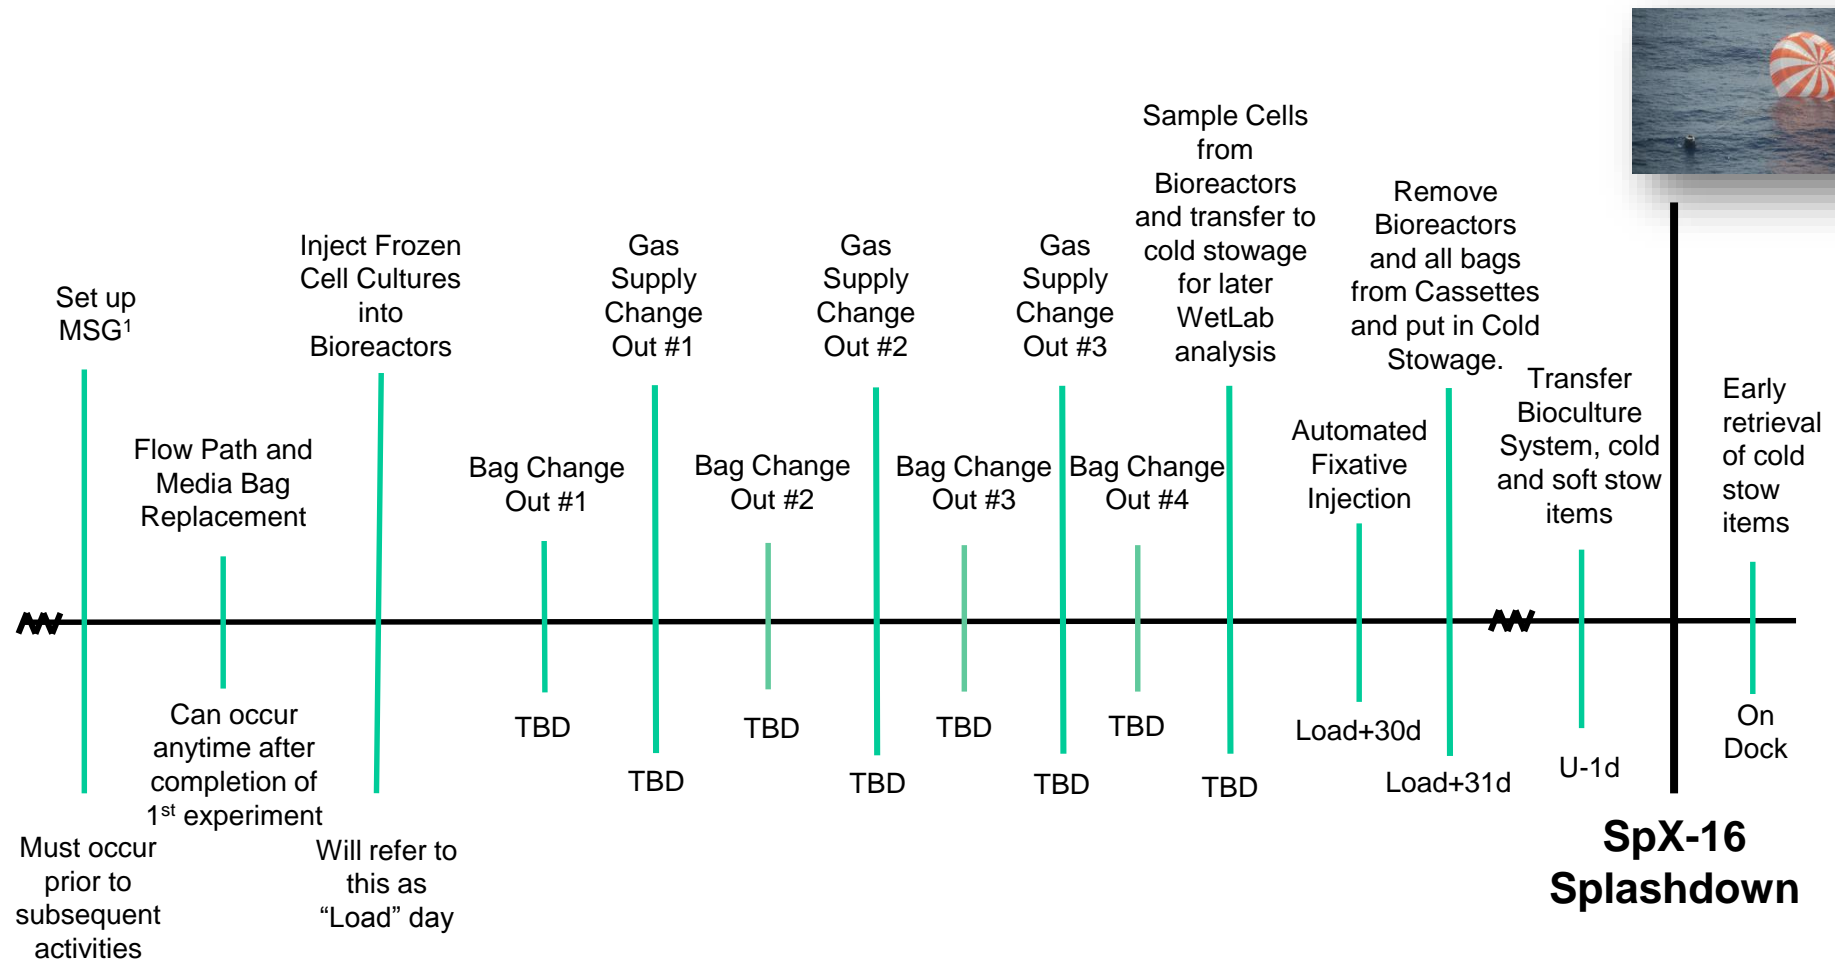 Set up
MSG¹
Must occur
prior to
subsequent
activities
Flow Path and
Media Bag
Replacement
Can occur
anytime after
completion of
1st experiment
Inject Frozen
Cell Cultures
into
Bioreactors
Will refer to
this as
“Load” day
Bag Change
Out #1
TBD
Gas
Supply
Change
Out #1
TBD
Bag Change
Out #2
TBD
Gas
Supply
Change
Out #2
TBD
Bag Change
Out #3
TBD
Gas
Supply
Change
Out #3
TBD
Bag Change
Out #4
TBD
Sample Cells
from
Bioreactors
and transfer to
cold stowage
for later
WetLab
analysis
TBD
Automated
Fixative
Injection
Load+30d
Remove
Bioreactors
and all bags
from Cassettes
and put in Cold
Stowage.
Load+31d
Transfer
Bioculture
System, cold
and soft stow
items
U-1d
SpX-16
Splashdown
Early
retrieval
of cold
stow
items
On
Dock